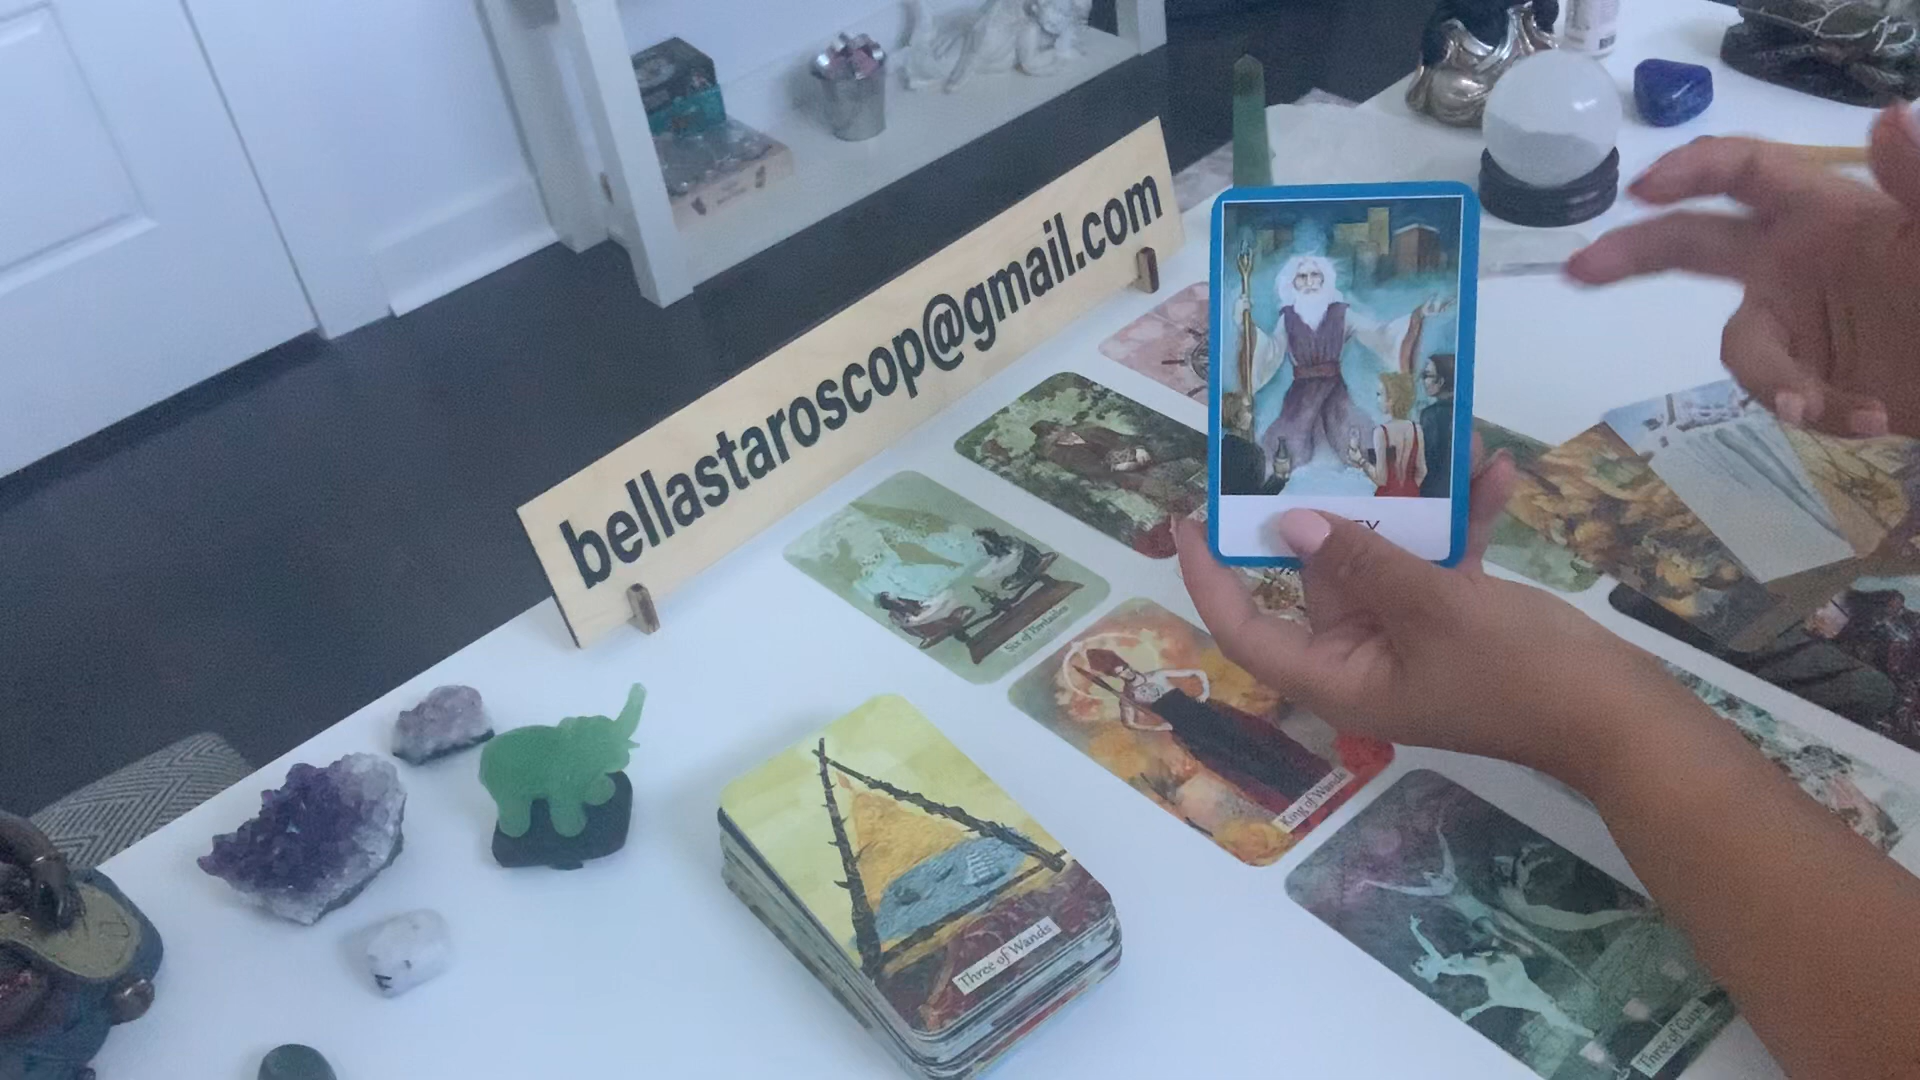 bellastaroscop@gmail.com
Six of Pentacles
King of Wands
Three of Wands
Three of Cups